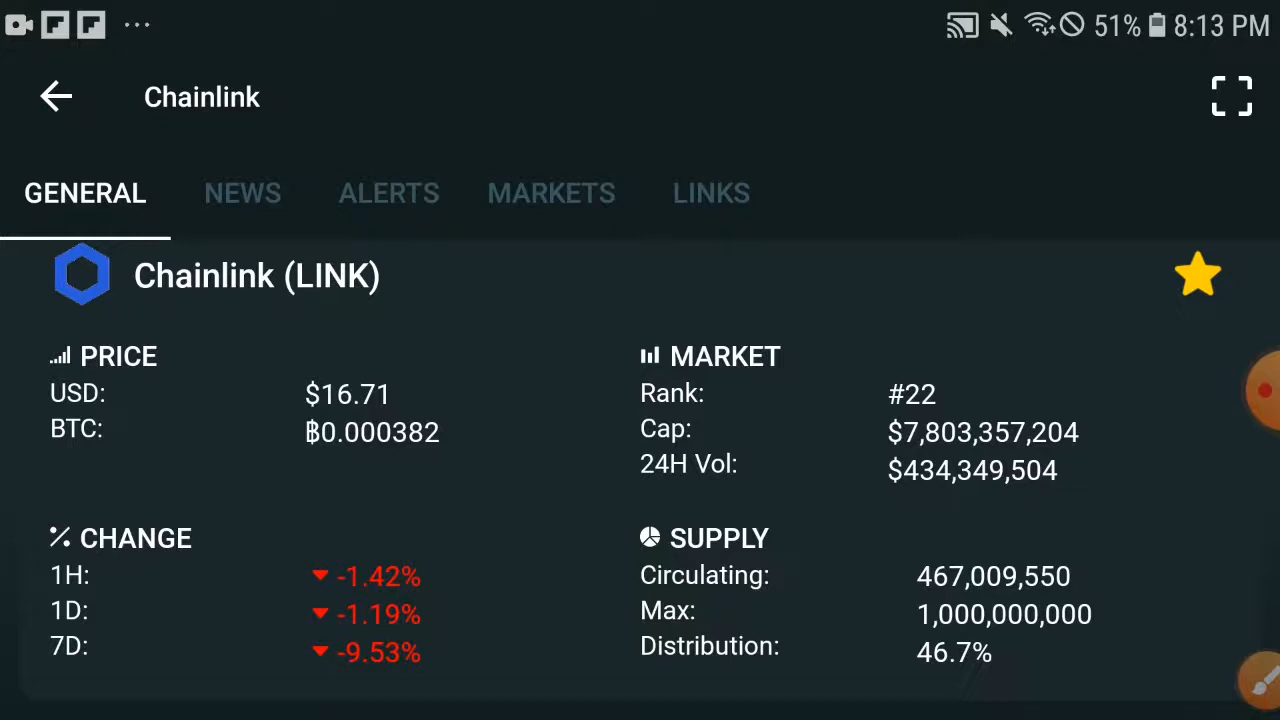 51% 8:13 PM
Chainlink
GENERAL NEWS ALERTS MARKETS LINKS
Chainlink (LINK)
PRICE
USD: $16.71
BTC: ฿0.000382
MARKET
Rank: #22
Cap: $7,803,357,204
24H Vol: $434,349,504
CHANGE
1H: -1.42%
1D: -1.19%
7D: -9.53%
SUPPLY
Circulating: 467,009,550
Max: 1,000,000,000
Distribution: 46.7%